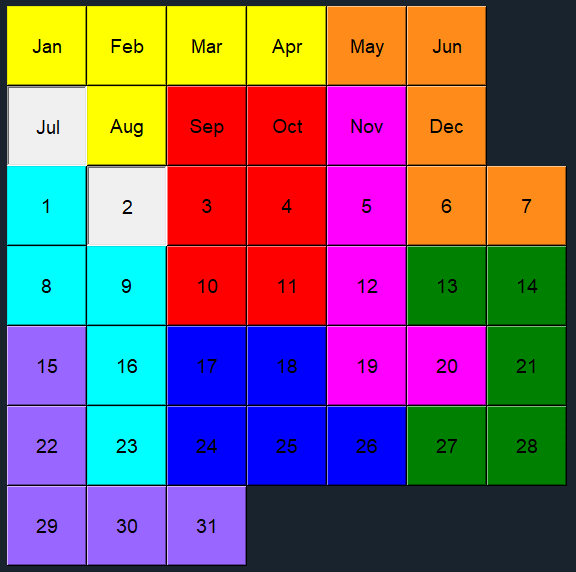 Jan Feb Mar Apr May Jun
Jul Aug Sep Oct Nov Dec
1 2 3 4 5 6 7
8 9 10 11 12 13 14
15 16 17 18 19 20 21
22 23 24 25 26 27 28
29 30 31